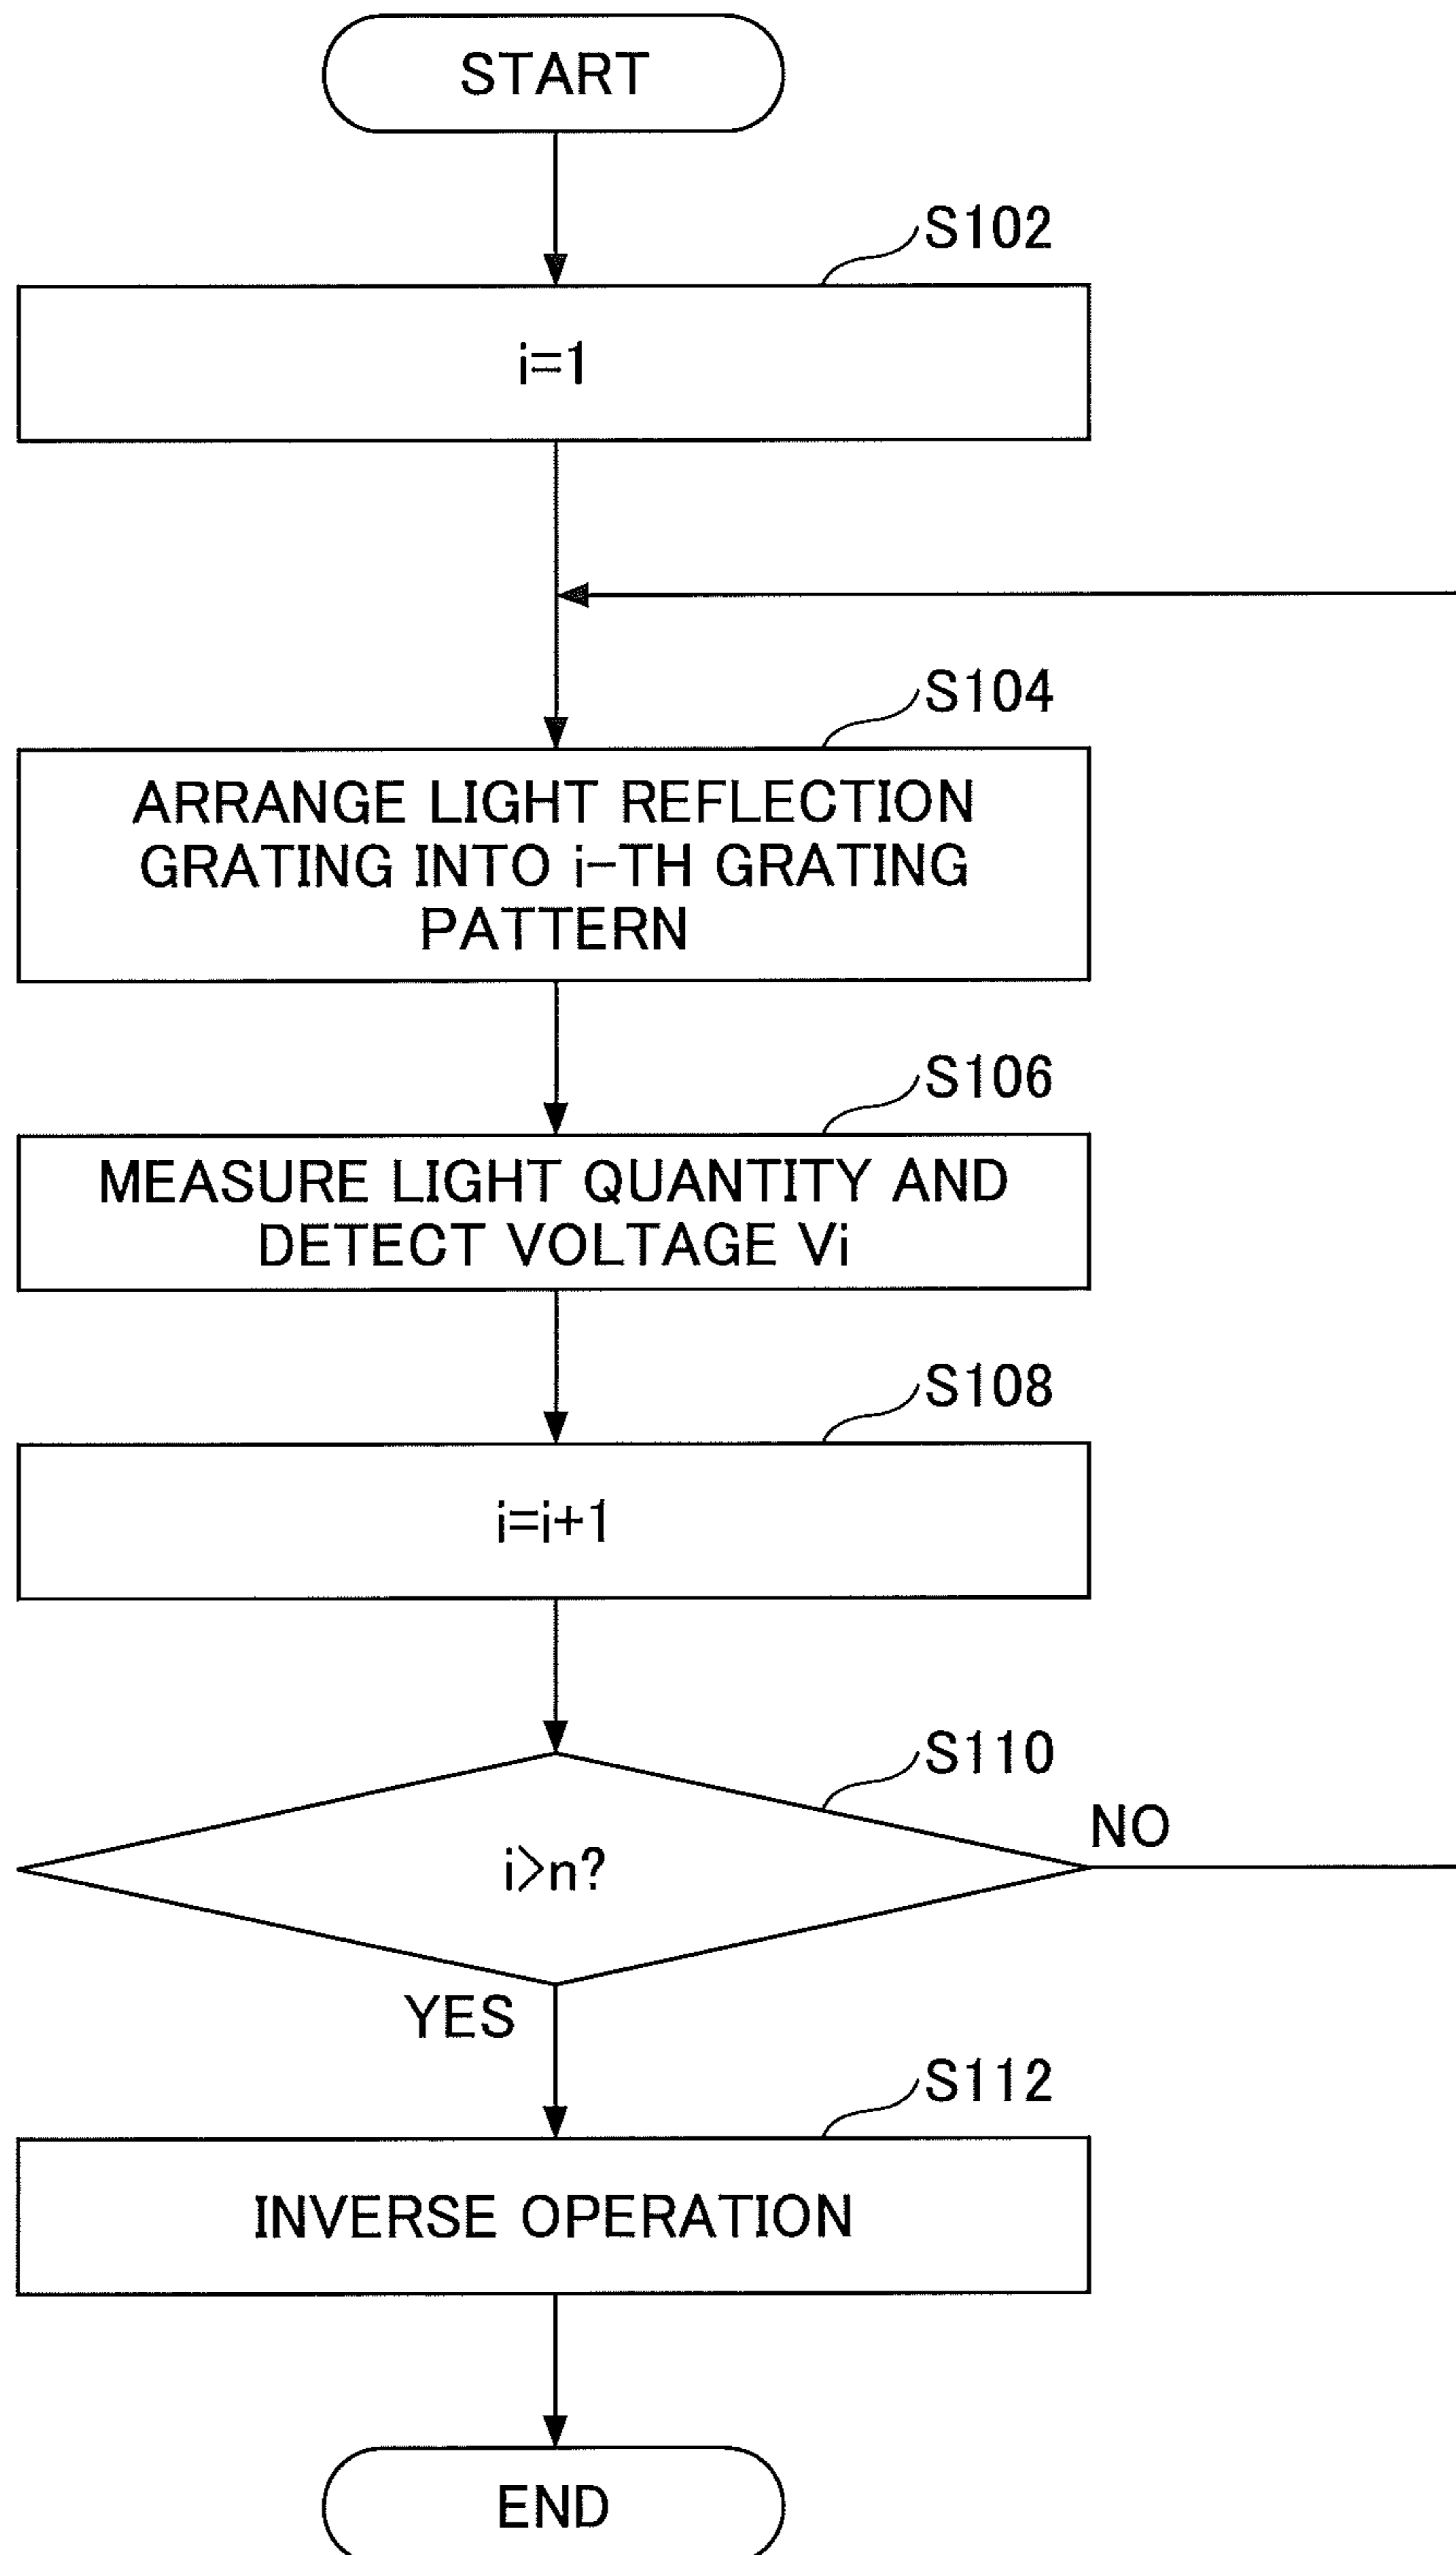 START
S102
i=1
S104
ARRANGE LIGHT REFLECTION
GRATING INTO i-TH GRATING
PATTERN
S106
MEASURE LIGHT QUANTITY AND
DETECT VOLTAGE Vi
S108
i=i+1
S110
NO
i>n?
YES
S112
INVERSE OPERATION
END